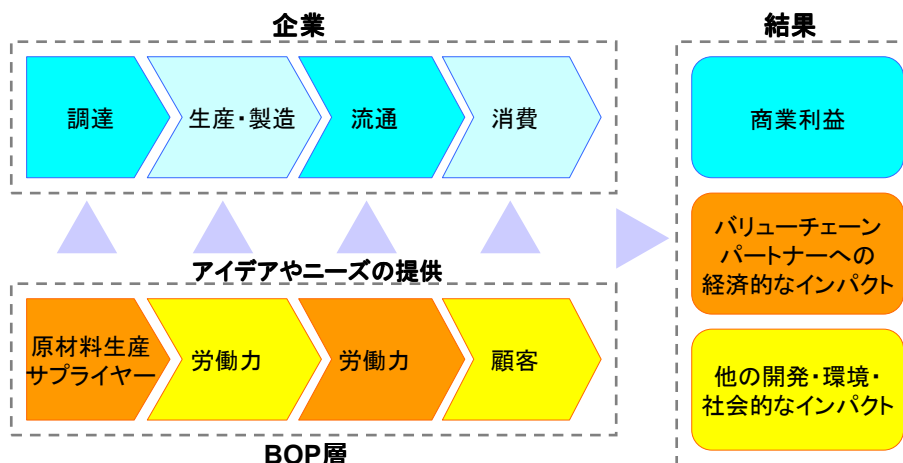 企業
調達
生産・製造
流通
消費
アイデアやニーズの提供
原材料生産
サプライヤー
労働力
労働力
顧客
BOP層
結果
商業利益
バリューチェーン
パートナーへの
経済的なインパクト
他の開発・環境・
社会的なインパクト